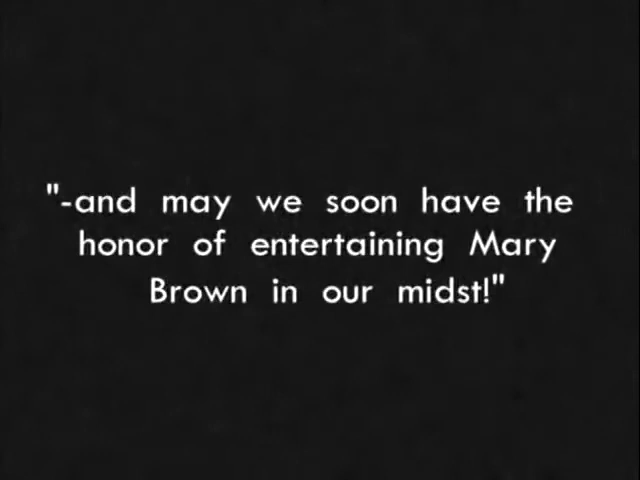 "-and may we soon have the
honor of entertaining Mary
Brown in our midst!"